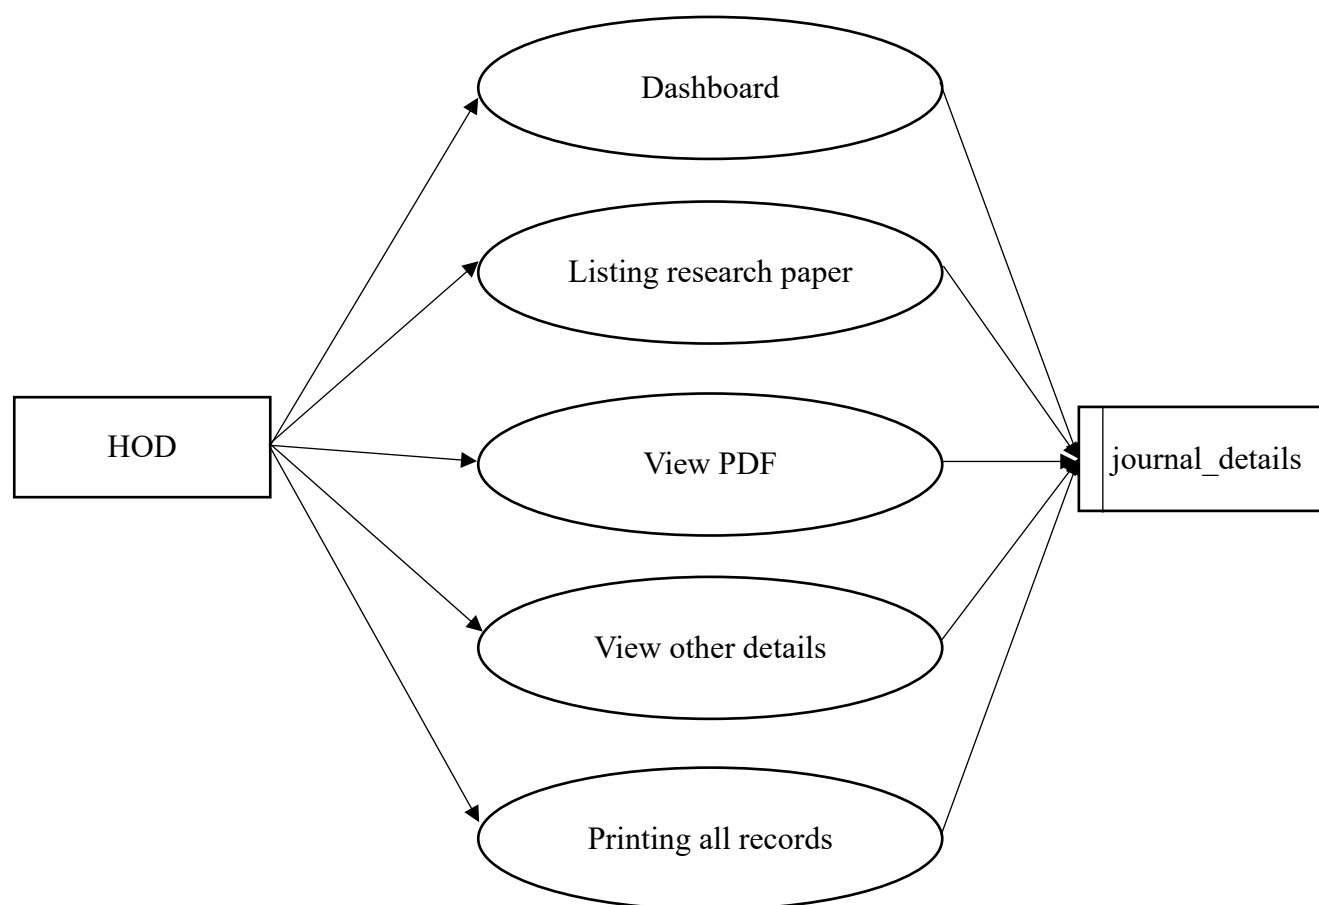 Dashboard
Listing research paper
HOD
View PDF
journal_details
View other details
Printing all records